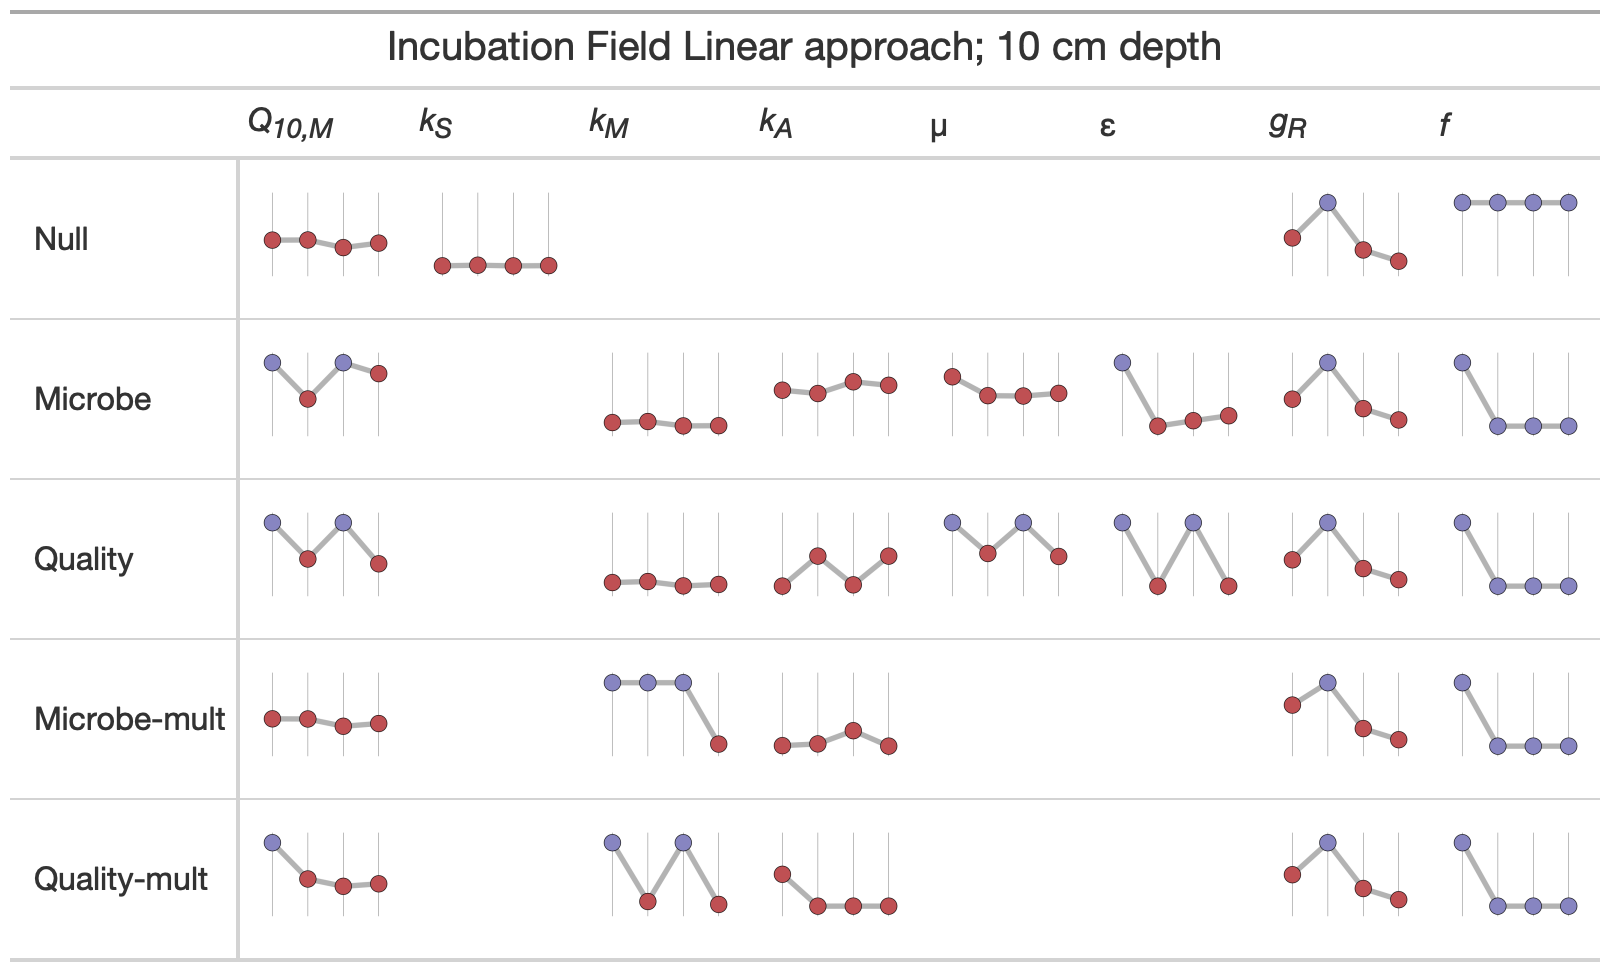 Incubation Field Linear approach; 10 cm depth
Q10,M kS kM kA μ ε gR f
Null
Microbe
Quality
Microbe-mult
Quality-mult